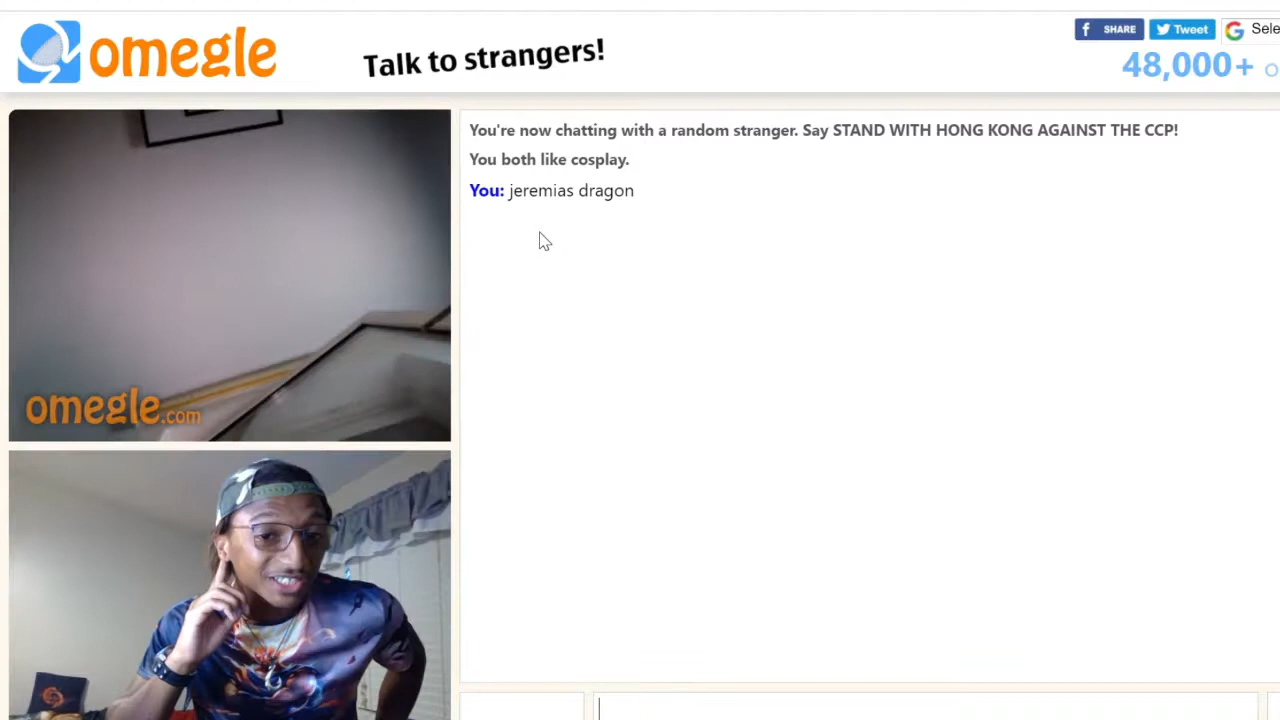 omegle
Talk to strangers!
SHARE
Tweet
Sele
48,000+ o
You're now chatting with a random stranger. Say STAND WITH HONG KONG AGAINST THE CCP!
You both like cosplay.
You: jeremias dragon
omegle.com